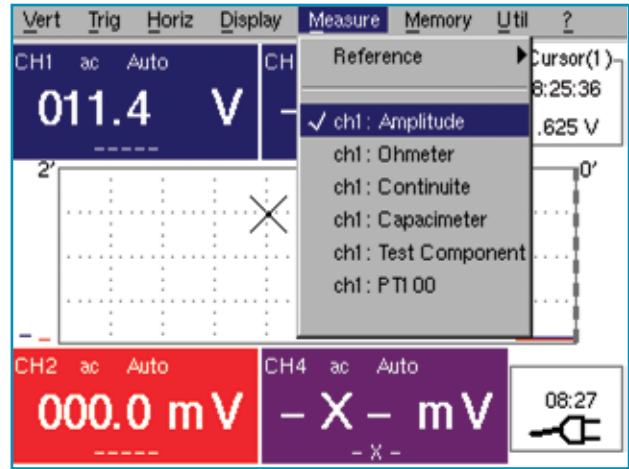 Vert Trig Horiz Display Measure Memory Util ?
CH1 ac Auto
011.4 V
-----
CH
–
Reference
✓ ch1 : Amplitude
ch1 : Ohmeter
ch1 : Continuite
ch1 : Capacimeter
ch1 : Test Component
ch1 : PT100
Cursor(1)
8:25:36
.625 V
2'
0'
CH2 ac Auto
000.0 mV
-----
CH4 ac Auto
– X – mV
– X –
08:27